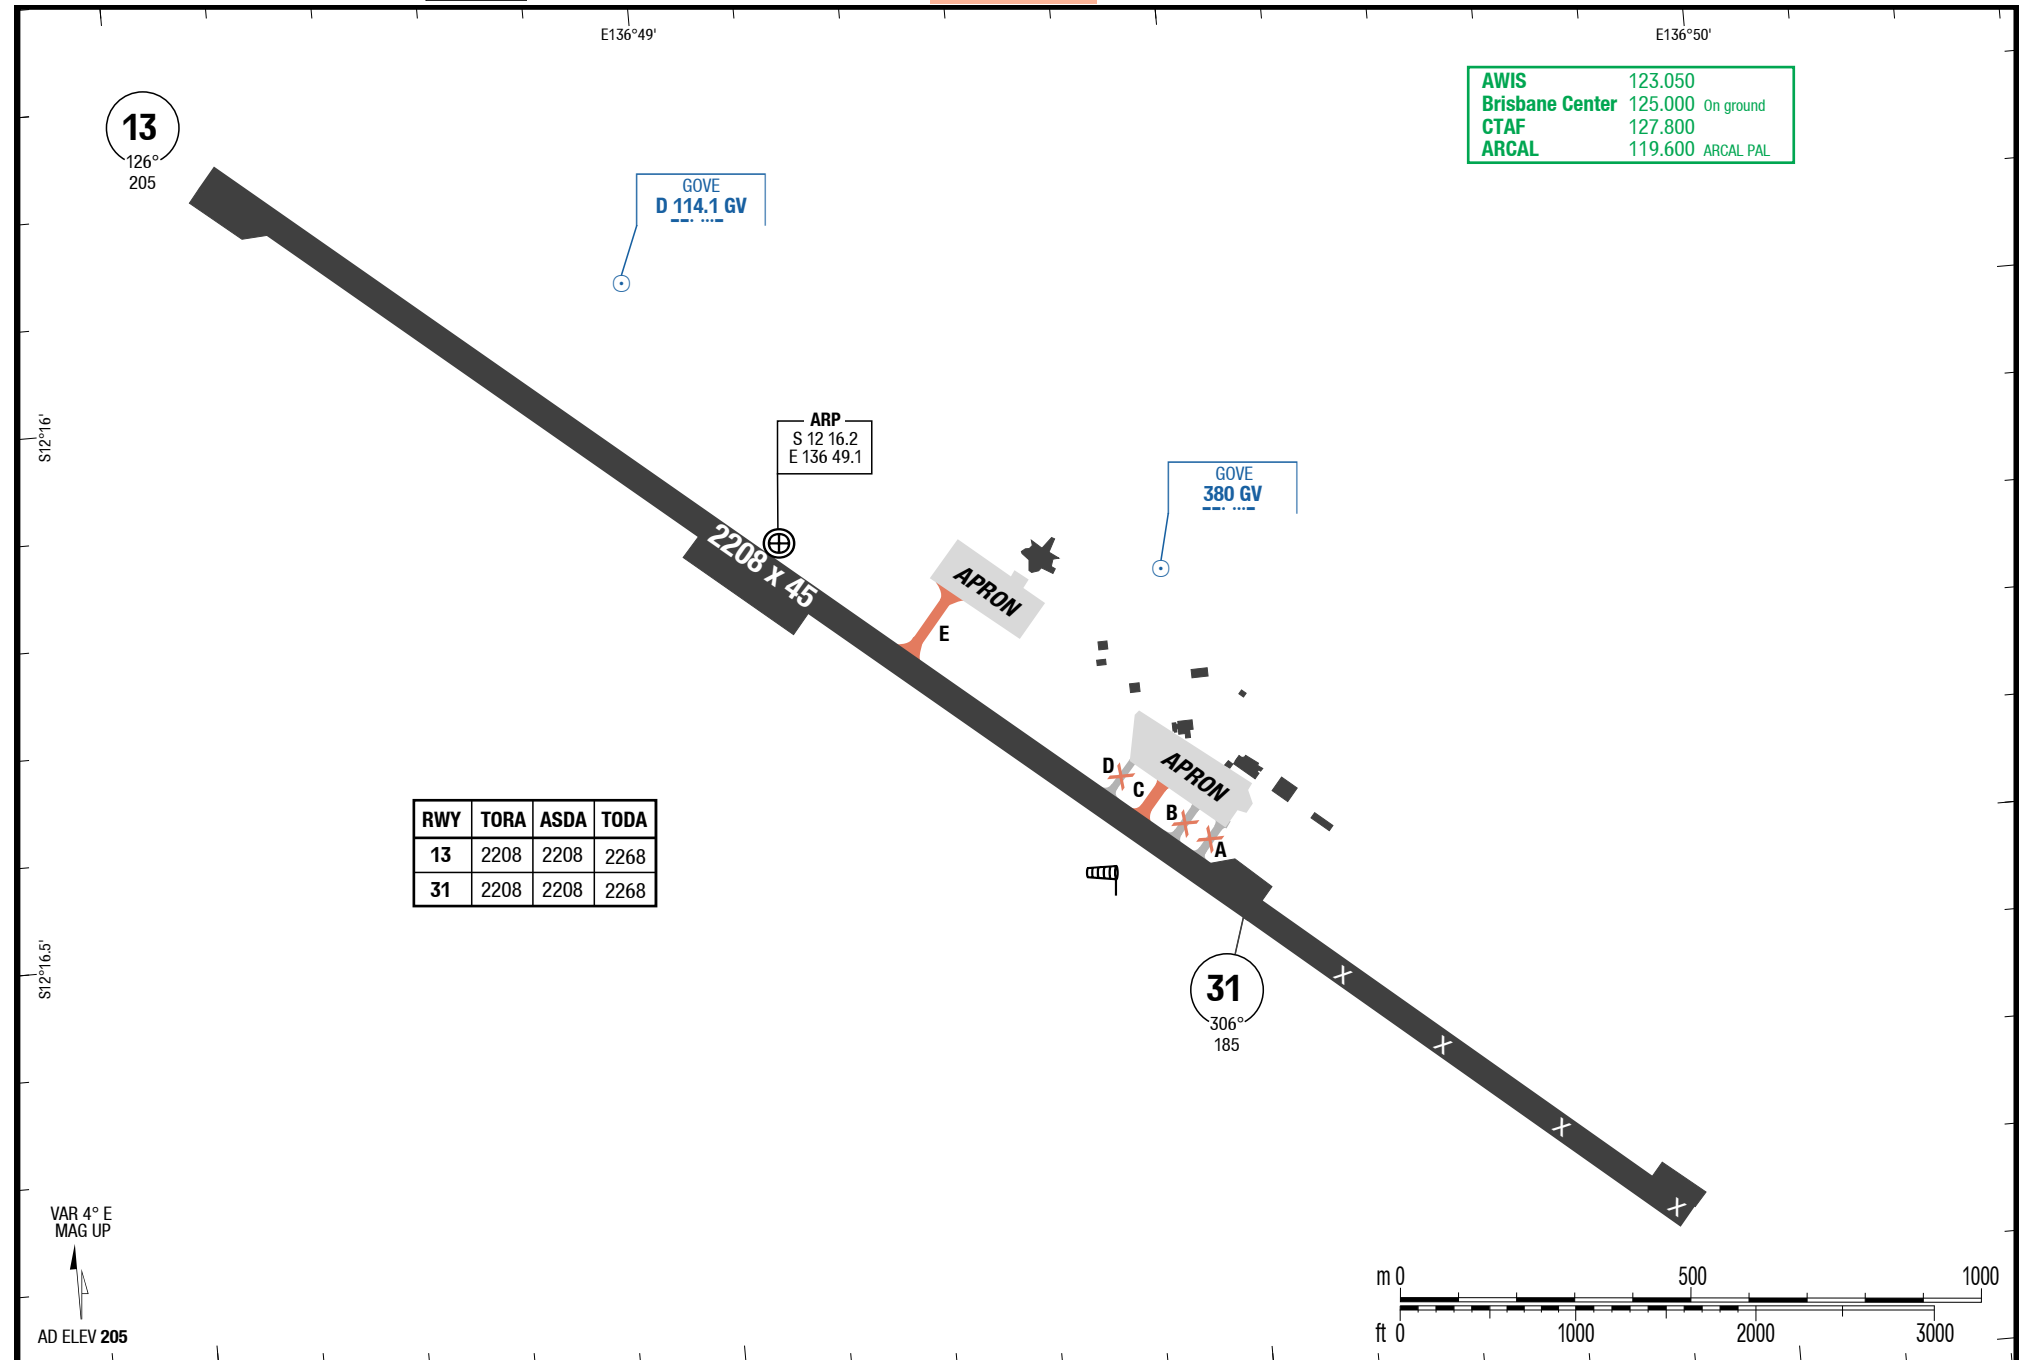 E136°49'
E136°50'
AWIS 123.050
Brisbane Center 125.000 On ground
CTAF 127.800
ARCAL 119.600 ARCAL PAL
13
126°
205
GOVE
D 114.1 GV
ARP
S 12 16.2
E 136 49.1
S12°16'
GOVE
380 GV
2208 x 45
APRON
E
APRON
D
C
B
A
RWY TORA ASDA TODA
13 2208 2208 2268
31 2208 2208 2268
S12°16.5'
31
306°
185
X
X
X
X
VAR 4° E
MAG UP
AD ELEV 205
m 0 500 1000
ft 0 1000 2000 3000